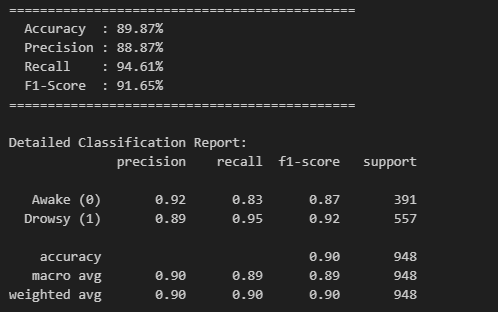 =============================================
Accuracy  : 89.87%
Precision : 88.87%
Recall    : 94.61%
F1-Score  : 91.65%
=============================================
Detailed Classification Report:
              precision    recall  f1-score   support
   Awake (0)       0.92      0.83      0.87       391
  Drowsy (1)       0.89      0.95      0.92       557
    accuracy                           0.90       948
   macro avg       0.90      0.89      0.89       948
weighted avg       0.90      0.90      0.90       948